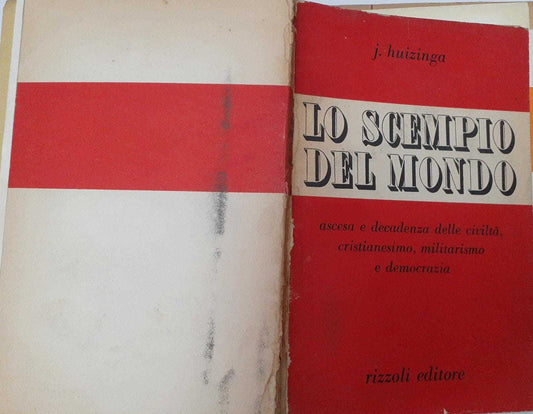 j. huizinga
LO SCEMPIO
DEL MONDO
ascesa e decadenza delle civiltà,
cristianesimo, militarismo
e democrazia
rizzoli editore